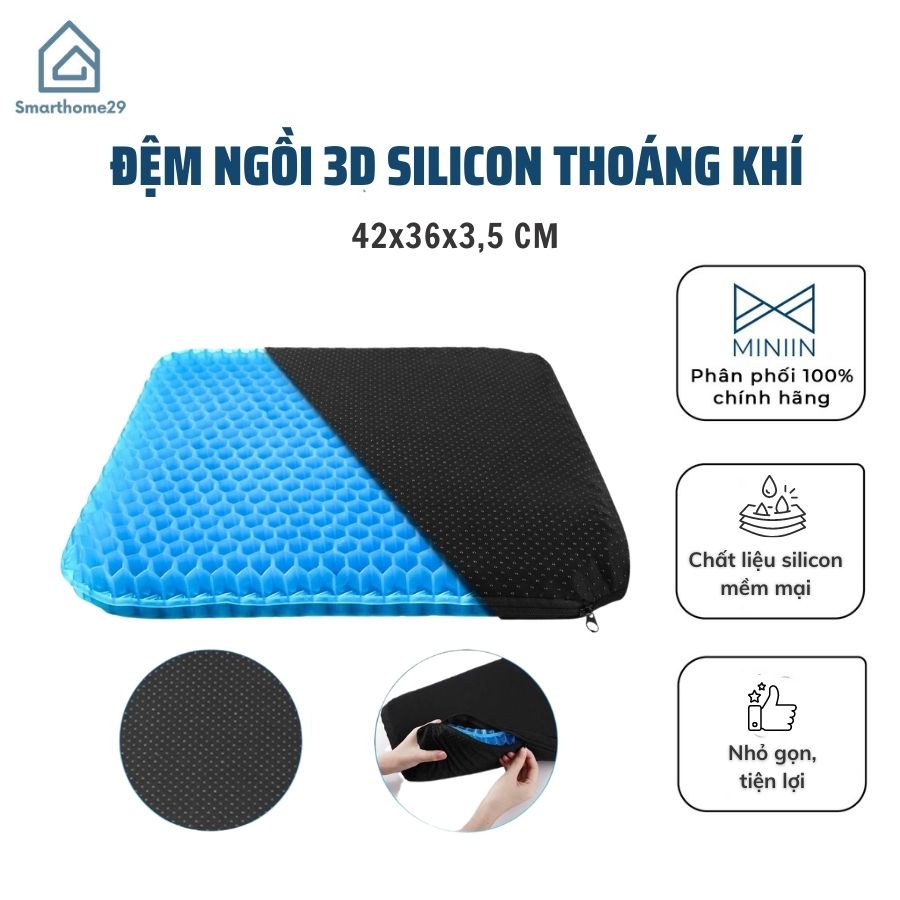 Smarthome29
ĐỆM NGỒI 3D SILICON THOÁNG KHÍ
42x36x3,5 CM
MINIIN
Phân phối 100%
chính hãng
Chất liệu silicon
mềm mại
Nhỏ gọn,
tiện lợi